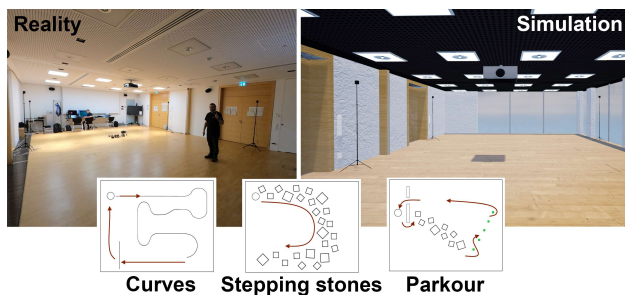 Reality
Simulation
Curves
Stepping stones
Parkour